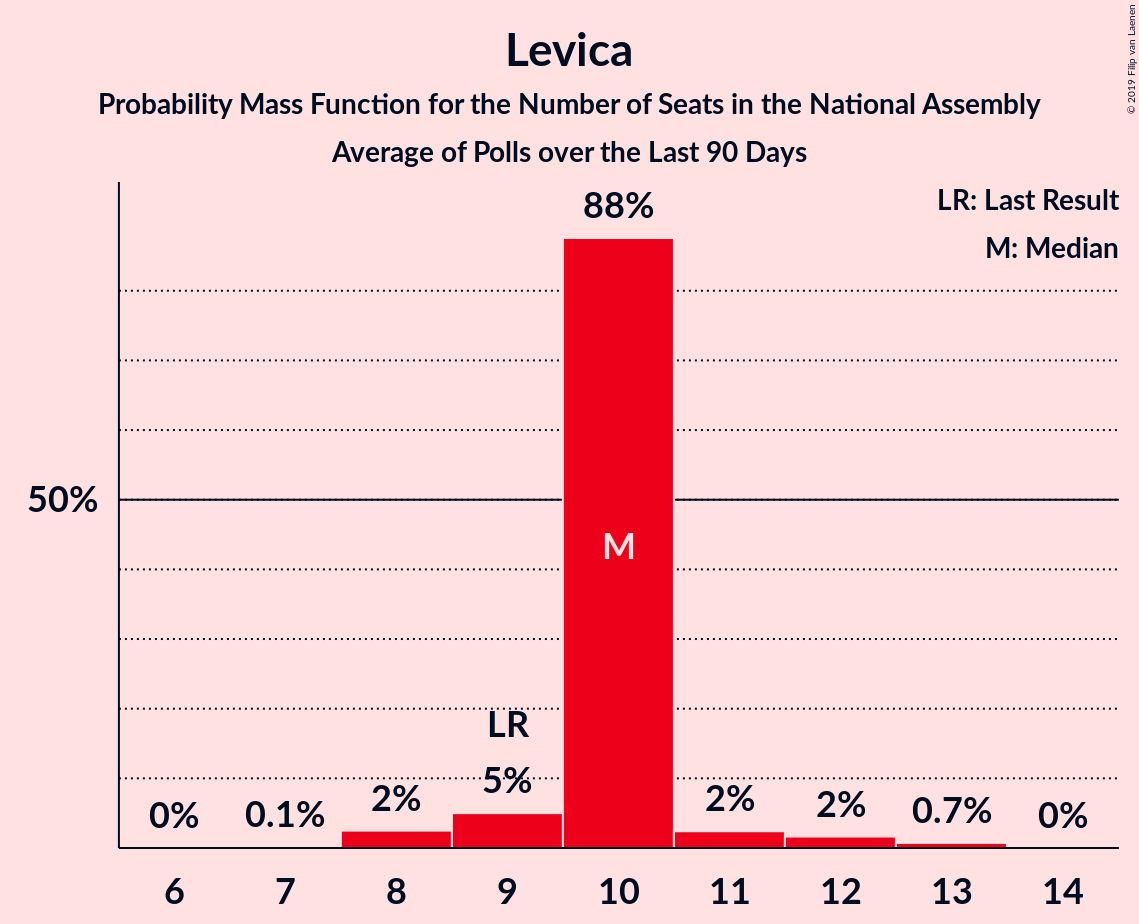 Levica
Probability Mass Function for the Number of Seats in the National Assembly
Average of Polls over the Last 90 Days
© 2019 Filip van Laenen
LR: Last Result
M: Median
88%
50%
M
LR
5%
0%
0.1%
2%
2%
2%
0.7%
0%
6 7 8 9 10 11 12 13 14